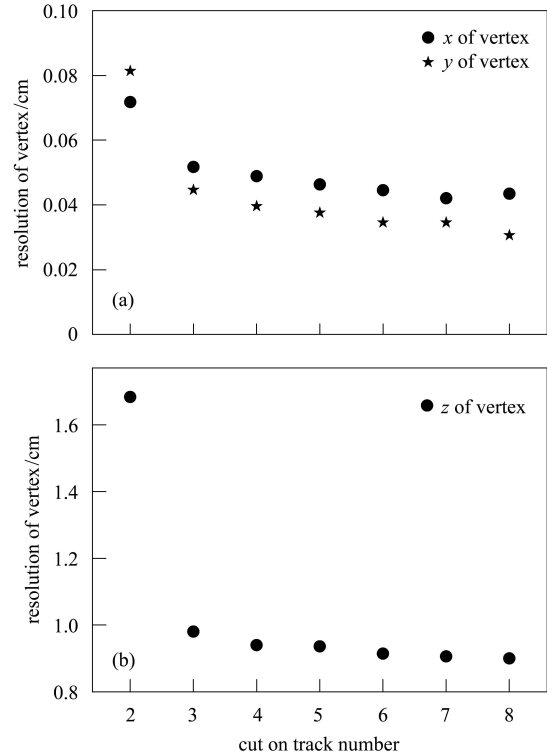 0.10
x of vertex
y of vertex
0.08
0.06
0.04
0.02
0
resolution of vertex/cm
(a)
z of vertex
1.6
1.4
1.2
1.0
0.8
resolution of vertex/cm
(b)
2 3 4 5 6 7 8
cut on track number